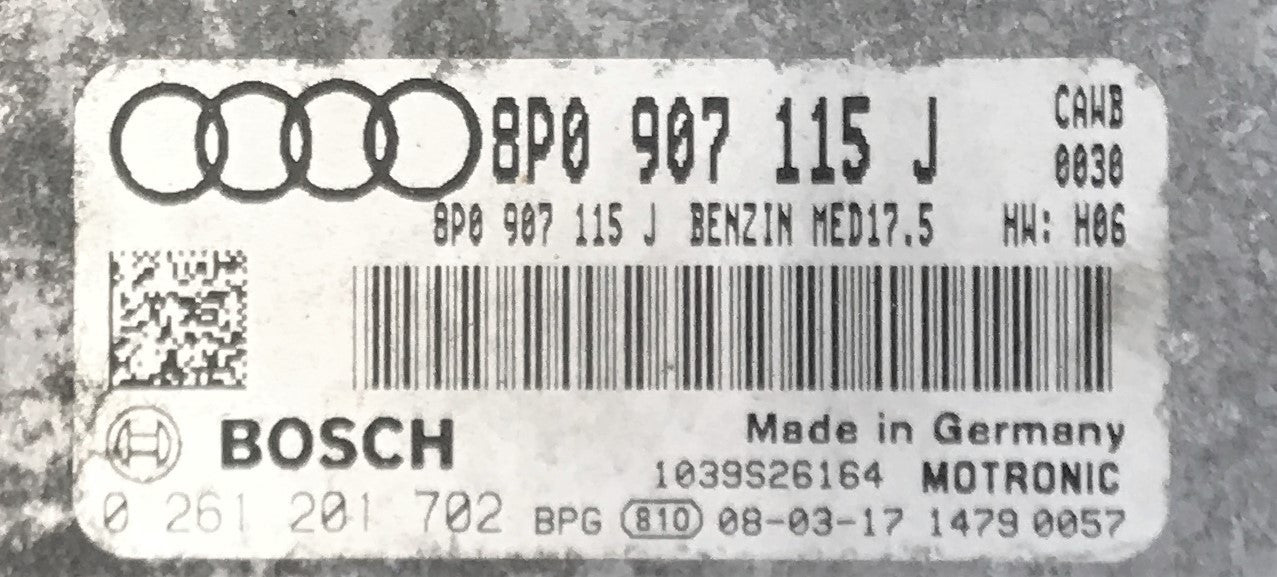 8P0 907 115 J CAWB
0030
8P0 907 115 J BENZIN MED17.5 HW: H06
BOSCH Made in Germany
1039S26164 MOTRONIC
0 261 201 702 BPG 810 08-03-17 1479 0057